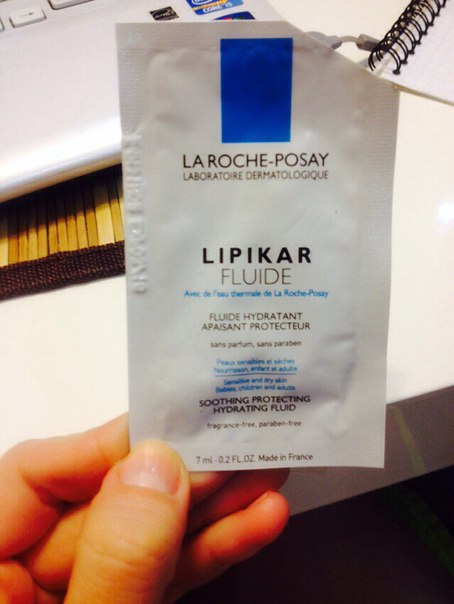 CORE i5
LA ROCHE-POSAY
LABORATOIRE DERMATOLOGIQUE
LIPIKAR
FLUIDE
Avec de l'eau thermale de La Roche-Posay
FLUIDE HYDRATANT
APAISANT PROTECTEUR
sans parfum, sans paraben
Peaux sensibles et sèches
Nourrisson, enfant et adulte
Sensitive and dry skin
Babies, children and adults
SOOTHING PROTECTING
HYDRATING FLUID
fragrance-free, paraben-free
7 ml - 0.2 FL.OZ. Made in France